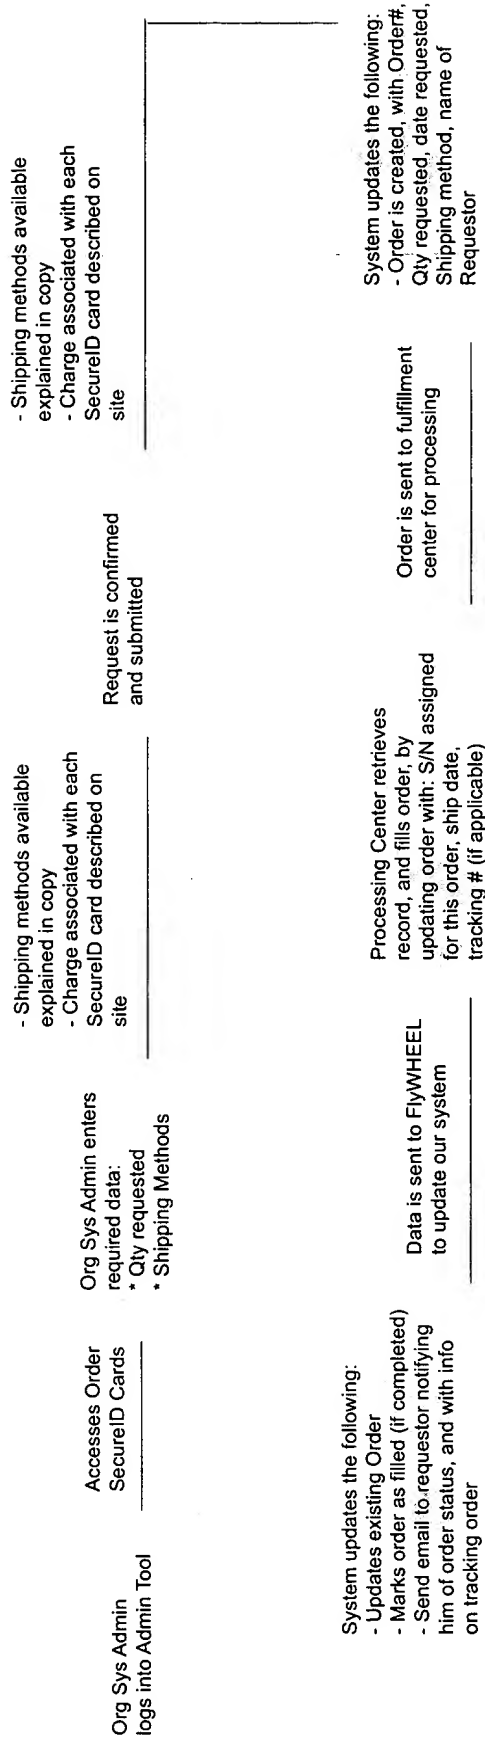 Org Sys Admin
logs into Admin Tool
Accesses Order
SecureID Cards
Org Sys Admin enters
required data:
* Qty requested
* Shipping Methods
- Shipping methods available
explained in copy
- Charge associated with each
SecureID card described on
site
Request is confirmed
and submitted
- Shipping methods available
explained in copy
- Charge associated with each
SecureID card described on
site
System updates the following:
- Order is created, with Order#,
Qty requested, date requested,
Shipping method, name of
Requestor
Order is sent to fulfillment
center for processing
Processing Center retrieves
record, and fills order, by
updating order with: S/N assigned
for this order, ship date,
tracking # (if applicable)
Data is sent to FlyWHEEL
to update our system
System updates the following:
- Updates existing Order
- Marks order as filled (if completed)
- Send email to requestor notifying
him of order status, and with info
on tracking order